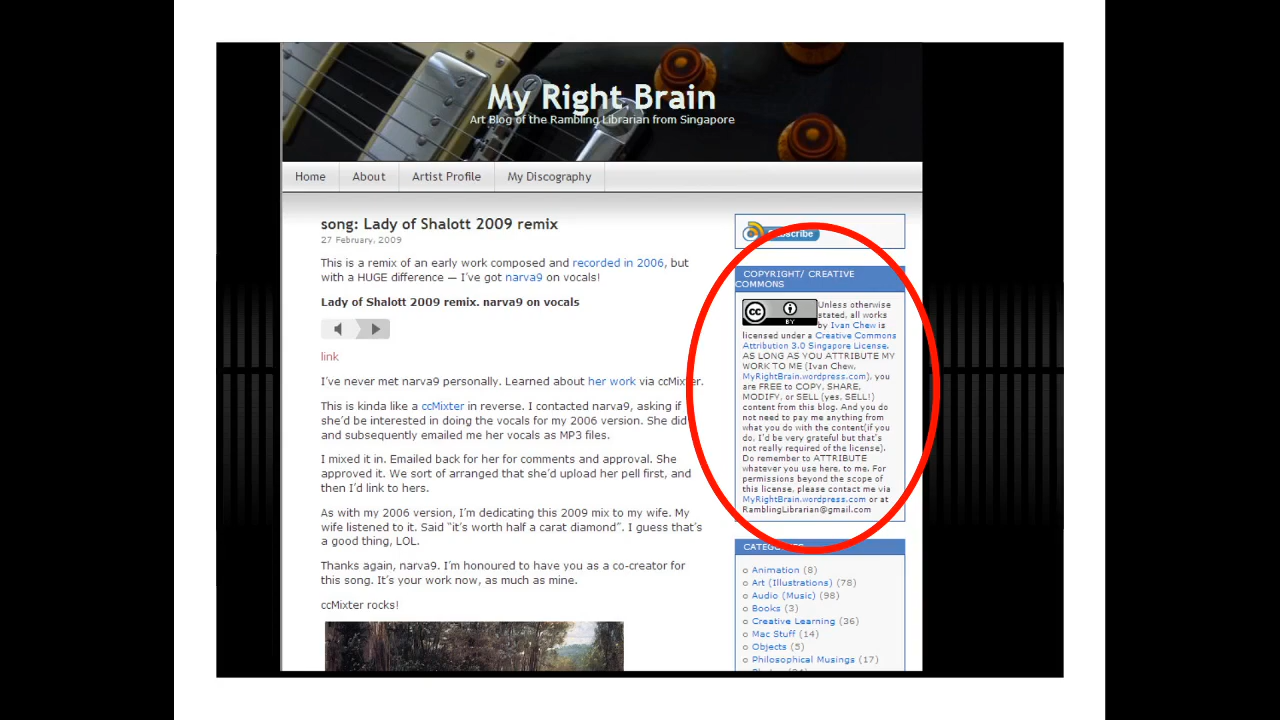 My Right Brain
Art Blog of the Rambling Librarian from Singapore
Home About Artist Profile My Discography
song: Lady of Shalott 2009 remix
27 February, 2009
This is a remix of an early work composed and recorded in 2006, but
with a HUGE difference — I've got narva9 on vocals!
Lady of Shalott 2009 remix. narva9 on vocals
link
I've never met narva9 personally. Learned about her work via ccMixter.
This is kinda like a ccMixter in reverse. I contacted narva9, asking if
she'd be interested in doing the vocals for my 2006 version. She did
and subsequently emailed me her vocals as MP3 files.
I mixed it in. Emailed back for her for comments and approval. She
approved it. We sort of arranged that she'd upload her pell first, and
then I'd link to hers.
As with my 2006 version, I'm dedicating this 2009 mix to my wife. My
wife listened to it. Said "it's worth half a carat diamond". I guess that's
a good thing, LOL.
Thanks again, narva9. I'm honoured to have you as a co-creator for
this song. It's your work now, as much as mine.
ccMixter rocks!
Subscribe
COPYRIGHT/ CREATIVE
COMMONS
cc
BY
Unless otherwise
stated, all works
by Ivan Chew is
licensed under a Creative Commons
Attribution 3.0 Singapore License.
AS LONG AS YOU ATTRIBUTE MY
WORK TO ME (Ivan Chew,
MyRightBrain.wordpress.com), you
are FREE to COPY, SHARE,
MODIFY, or SELL (yes, SELL!)
content from this blog. And you do
not need to pay me anything from
what you do with the content(if you
do, I'd be very grateful but that's
not really required of the license).
Do remember to ATTRIBUTE
whatever you use here, to me. For
permissions beyond the scope of
this license, please contact me via
MyRightBrain.wordpress.com or at
RamblingLibrarian@gmail.com
CATEGORIES
Animation (8)
Art (Illustrations) (78)
Audio (Music) (98)
Books (3)
Creative Learning (36)
Mac Stuff (14)
Objects (5)
Philosophical Musings (17)